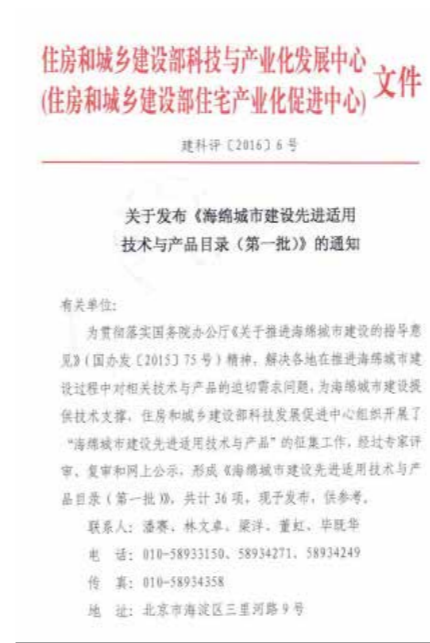 住房和城乡建设部科技与产业化发展中心
(住房和城乡建设部住宅产业化促进中心)
文件
建科评〔2016〕6号
关于发布《海绵城市建设先进适用
技术与产品目录（第一批）》的通知
有关单位:
为贯彻落实国务院办公厅《关于推进海绵城市建设的指导意
见》（国办发〔2015〕75号）精神，解决各地在推进海绵城市建
设过程中对相关技术与产品的迫切需求问题，为海绵城市建设提
供技术支撑，住房和城乡建设部科技发展促进中心组织开展了
“海绵城市建设先进适用技术与产品”的征集工作，经过专家评
审、复审和网上公示，形成《海绵城市建设先进适用技术与产
品目录（第一批）》，共计36项，现予发布，供参考。
联系人：潘赛、林文卓、梁洋、董虹、毕既华
电 话：010-58933150、58934271、58934249
传 真：010-58934358
地 址：北京市海淀区三里河路9号